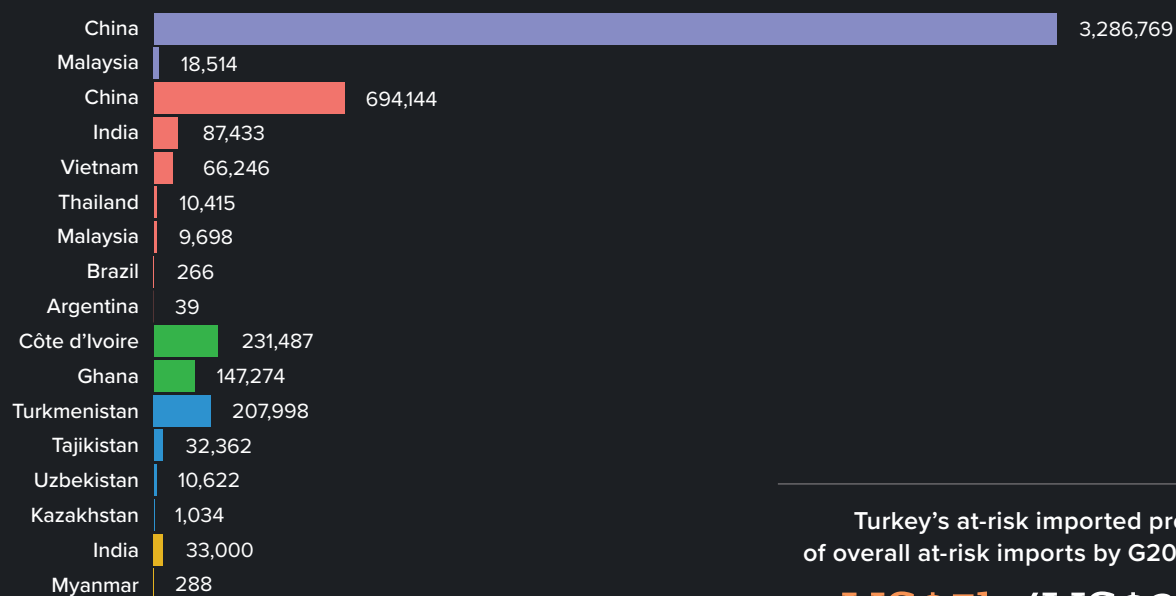 China 3,286,769
Malaysia 18,514
China 694,144
India 87,433
Vietnam 66,246
Thailand 10,415
Malaysia 9,698
Brazil 266
Argentina 39
Côte d’Ivoire 231,487
Ghana 147,274
Turkmenistan 207,998
Tajikistan 32,362
Uzbekistan 10,622
Kazakhstan 1,034
India 33,000
Myanmar 288
Turkey’s at-risk imported
of overall at-risk imports by G20